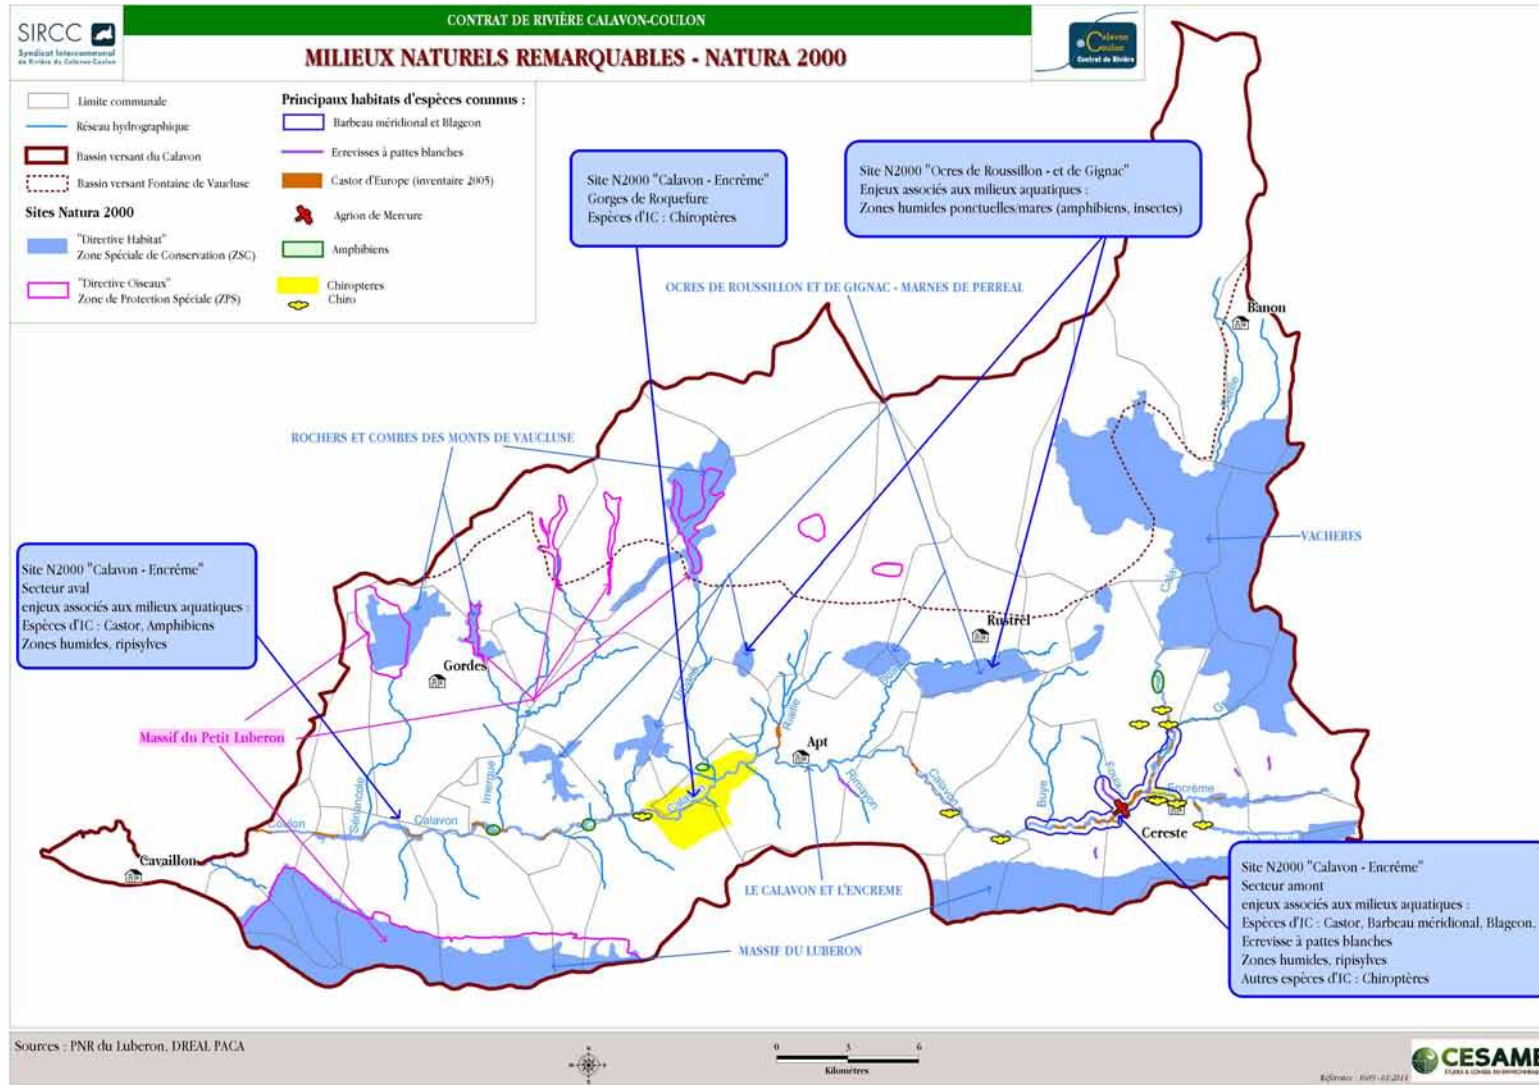 SIRCC
Syndicat Intercommunal
de Rivière du Calavon-Coulon
CONTRAT DE RIVIÈRE CALAVON-COULON
MILIEUX NATURELS REMARQUABLES - NATURA 2000
Calavon
Coulon
Contrat de Rivière
Limite communale
Réseau hydrographique
Bassin versant du Calavon
Bassin versant Fontaine de Vaucluse
Sites Natura 2000
"Directive Habitat"
Zone Spéciale de Conservation (ZSC)
"Directive Oiseaux"
Zone de Protection Spéciale (ZPS)
Principaux habitats d'espèces connnus :
Barbeau méridional et Blageon
Ecrevisses à pattes blanches
Castor d'Europe (inventaire 2005)
Agrion de Mercure
Amphibiens
Chiropteres
Chiro
Site N2000 "Calavon - Encrême"
Gorges de Roquefure
Espèces d'IC : Chiroptères
Site N2000 "Ocres de Roussillon - et de Gignac"
Enjeux associés aux milieux aquatiques :
Zones humides ponctuelles/mares (amphibiens, insectes)
OCRES DE ROUSSILLON ET DE GIGNAC - MARNES DE PERREAL
Banon
ROCHERS ET COMBES DES MONTS DE VAUCLUSE
VACHERES
Site N2000 "Calavon - Encrême"
Secteur aval
enjeux associés aux milieux aquatiques :
Espèces d'IC : Castor, Amphibiens
Zones humides, ripisylves
Rustrel
Gordes
Massif du Petit Luberon
Urbane
Riaille
Apt
Sénancole
Imergue
Calavon
Coulon
Calavon
Rimayon
Calavon
Buye
Encrême
Cereste
Cavaillon
LE CALAVON ET L'ENCREME
MASSIF DU LUBERON
Site N2000 "Calavon - Encrême"
Secteur amont
enjeux associés aux milieux aquatiques :
Espèces d'IC : Castor, Barbeau méridional, Blageon,
Ecrevisse à pattes blanches
Zones humides, ripisylves
Autres espèces d'IC : Chiroptères
Sources : PNR du Luberon, DREAL PACA
0 3 6
Kilomètres
CESAME